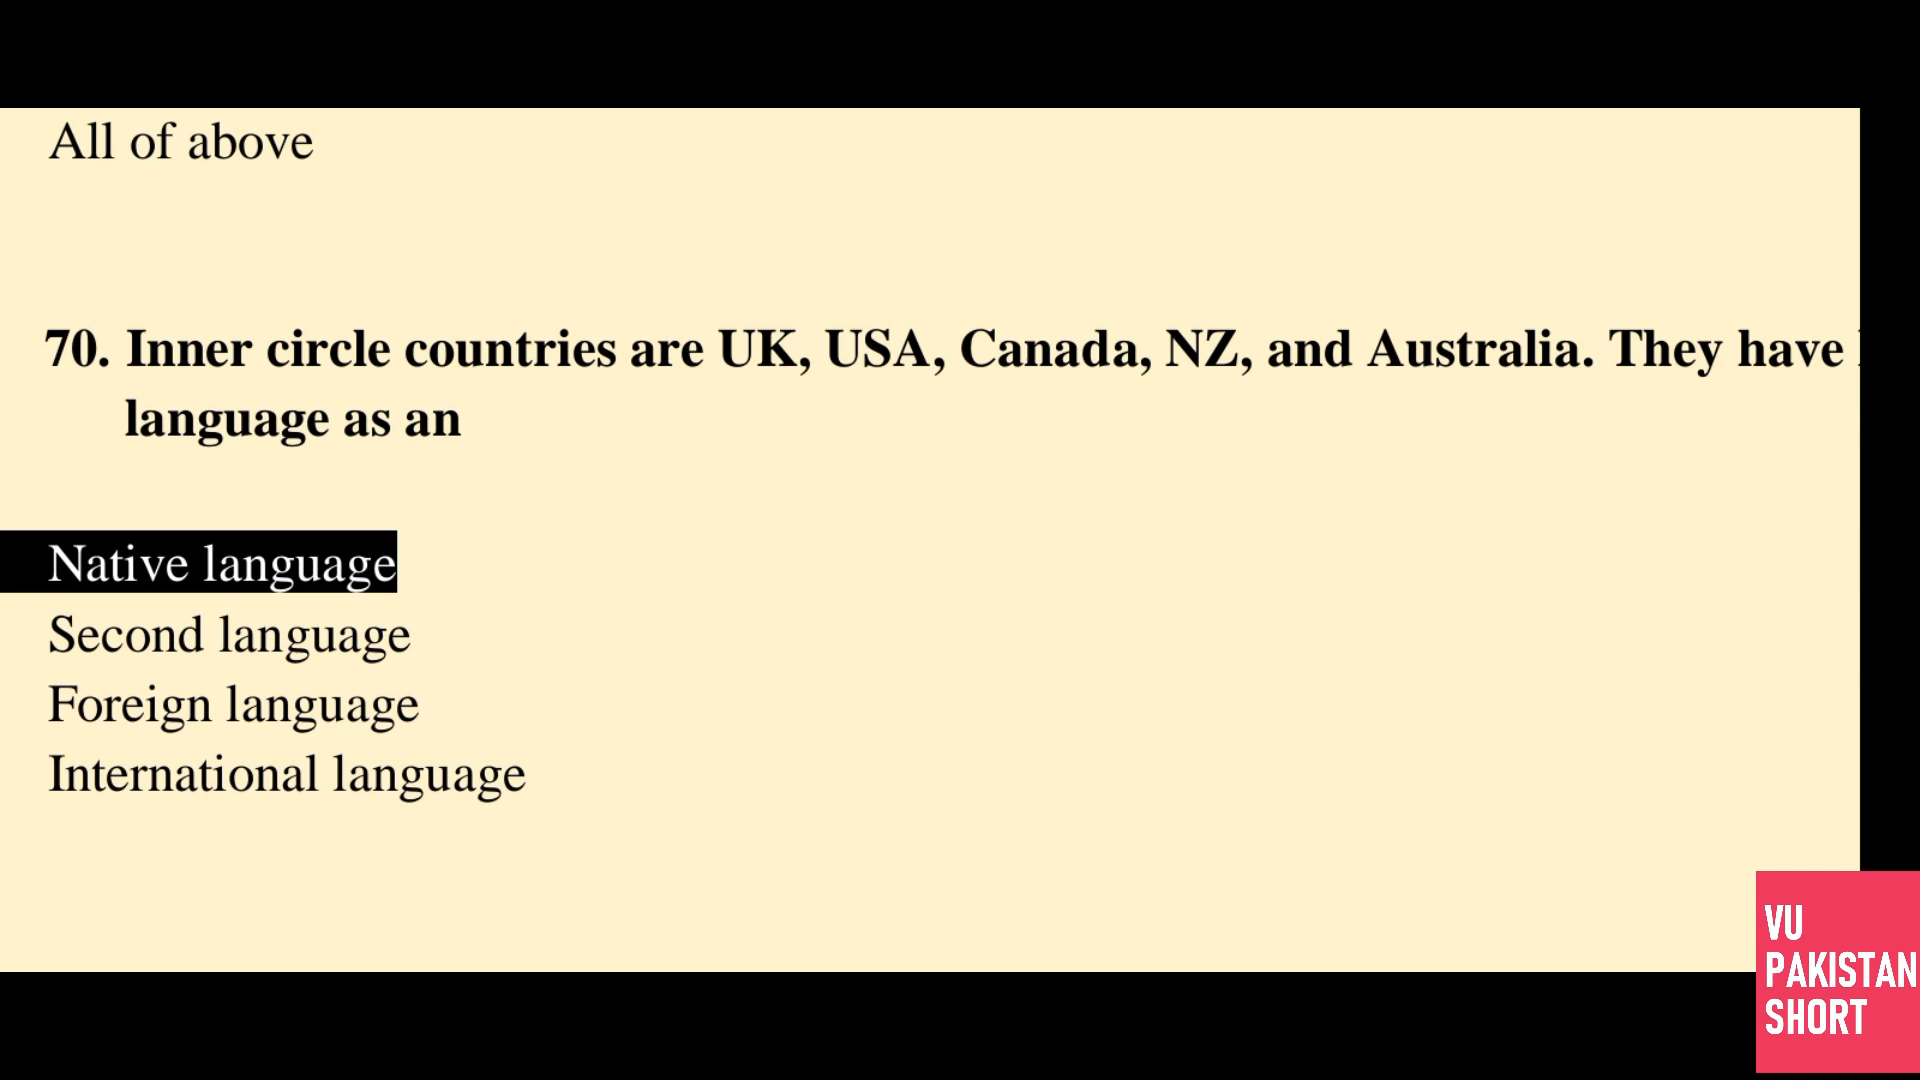 All of above
70. Inner circle countries are UK, USA, Canada, NZ, and Australia. They have
language as an
Native language
Second language
Foreign language
International language
VU
PAKISTAN
SHORT